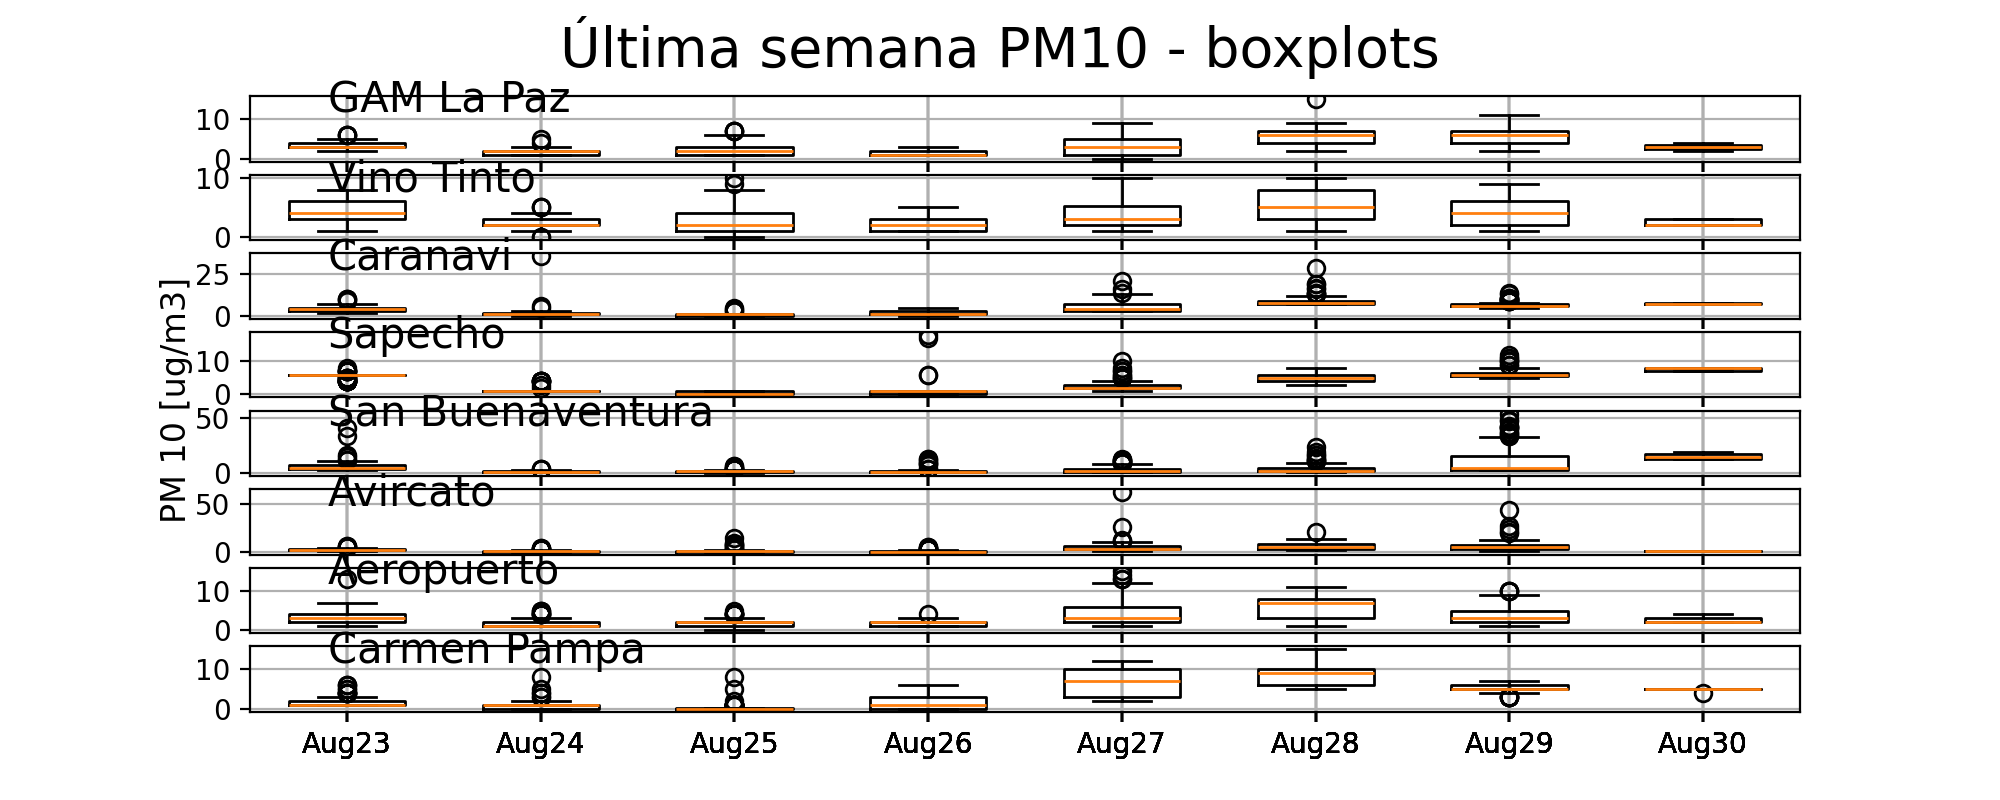 Última semana PM10 - boxplots
GAM La Paz
10
0
Vino Tinto
10
0
Caranavi
25
0
Sapecho
10
0
San Buenaventura
50
0
Avircato
50
0
Aeropuerto
10
0
Carmen Pampa
10
0
PM 10 [ug/m3]
Aug23 Aug24 Aug25 Aug26 Aug27 Aug28 Aug29 Aug30